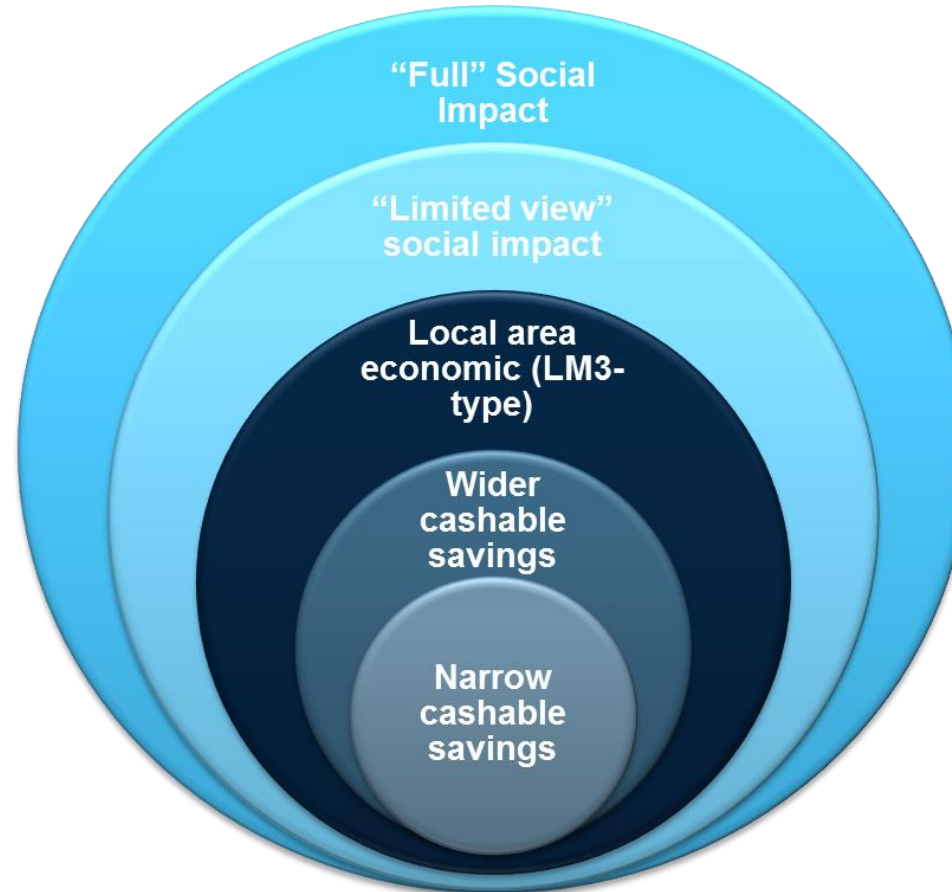 “Full” Social
Impact
“Limited view”
social impact
Local area
economic (LM3-
type)
Wider
cashable
savings
Narrow
cashable
savings